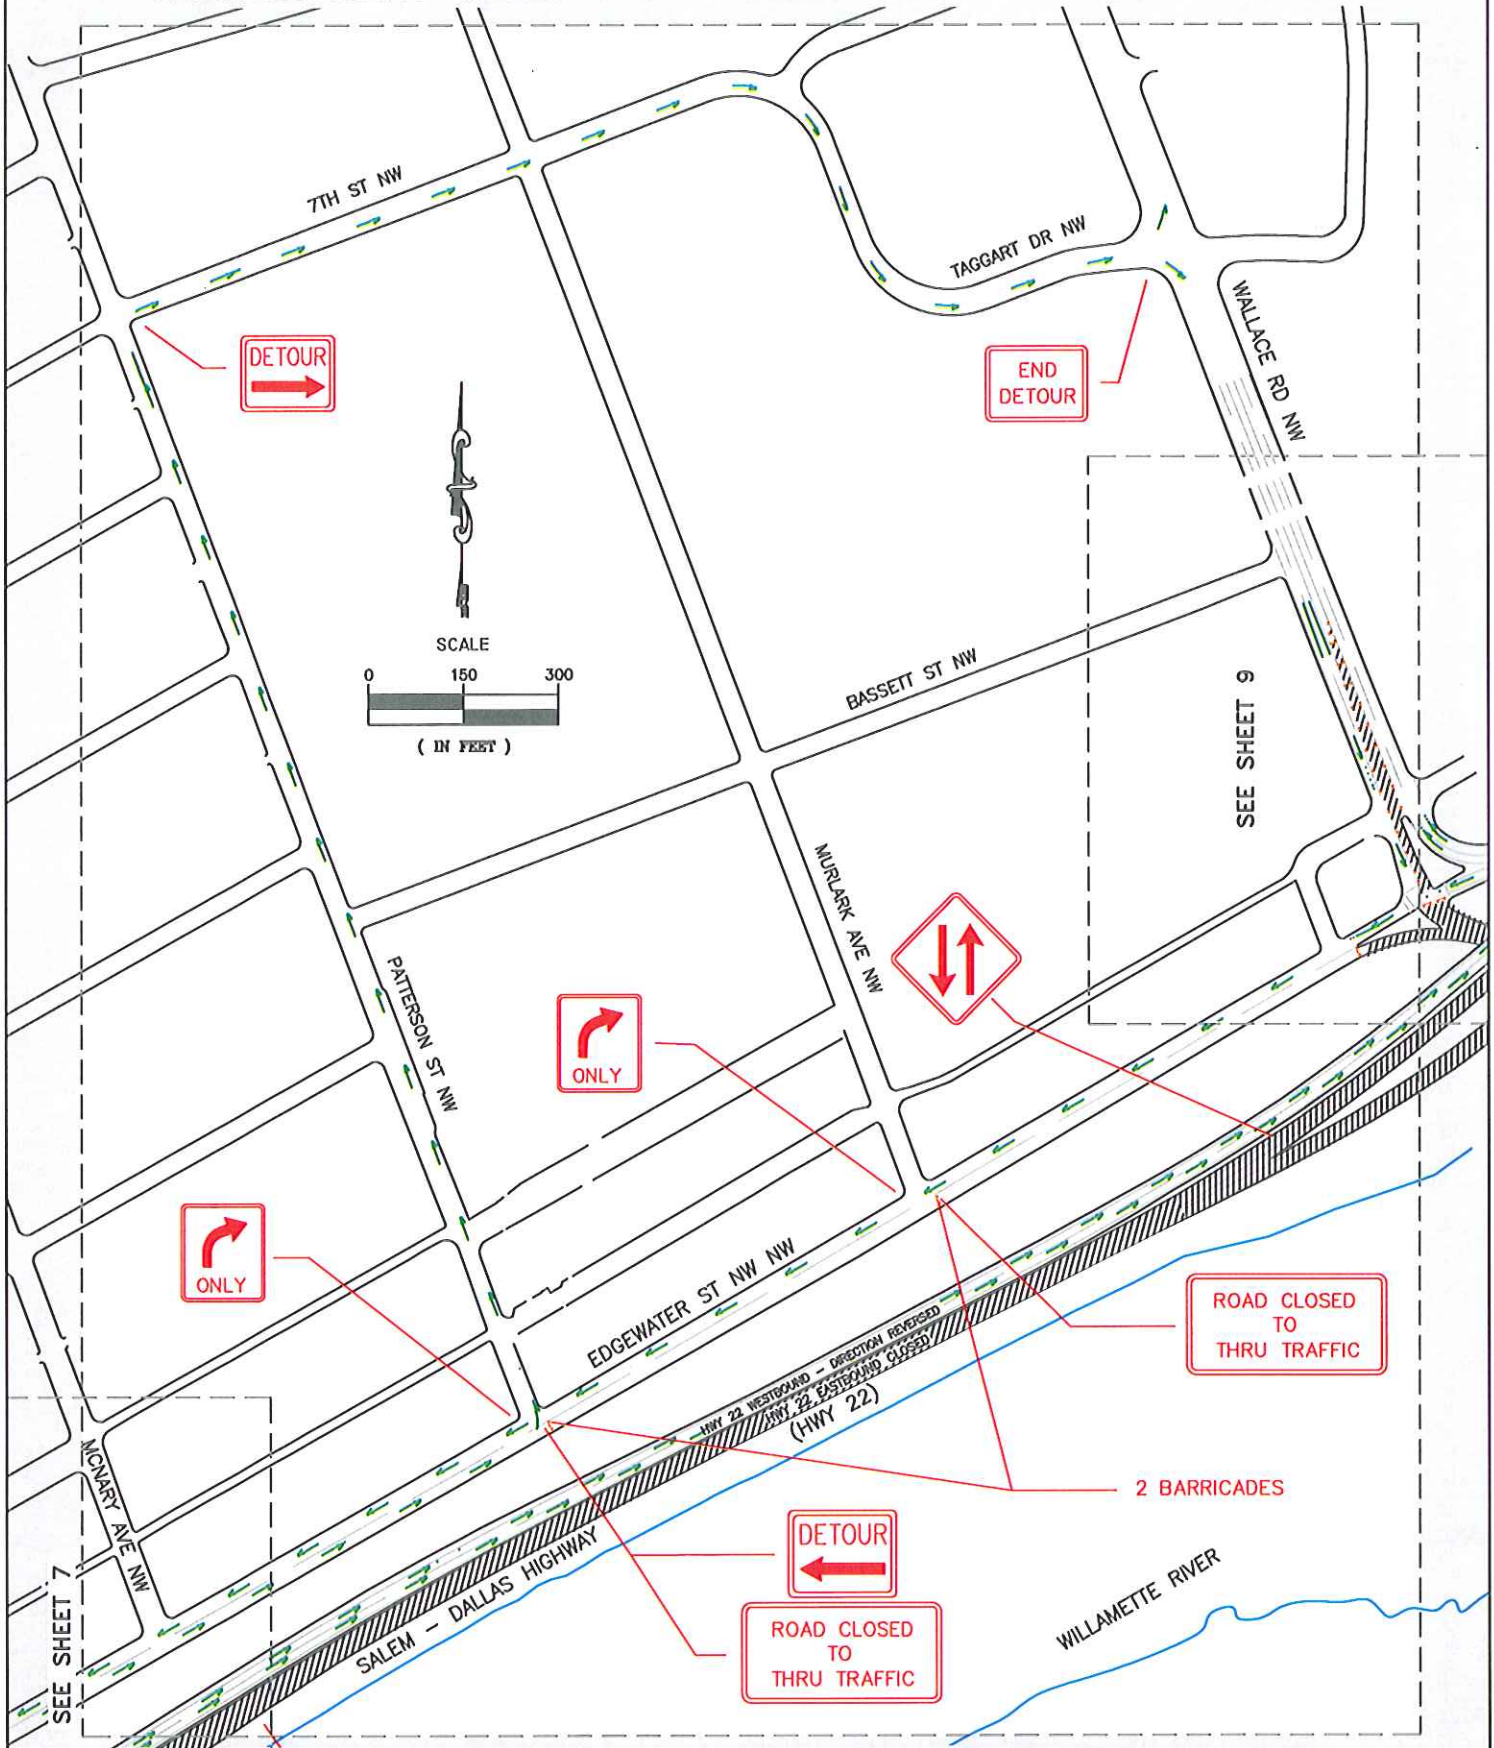 7TH ST NW
TAGGART DR NW
WALLACE RD NW
DETOUR
END
DETOUR
SCALE
0 150 300
( IN FEET )
BASSETT ST NW
SEE SHEET 9
MURLARK AVE NW
PATTERSON ST NW
ONLY
ONLY
EDGEWATER ST NW NW
ROAD CLOSED
TO
THRU TRAFFIC
HWY 22 WESTBOUND - DIRECTION REVERSED
HWY 22 EASTBOUND CLOSED
(HWY 22)
MCNARY AVE NW
2 BARRICADES
DETOUR
SALEM - DALLAS HIGHWAY
ROAD CLOSED
TO
THRU TRAFFIC
WILLAMETTE RIVER
SEE SHEET 7